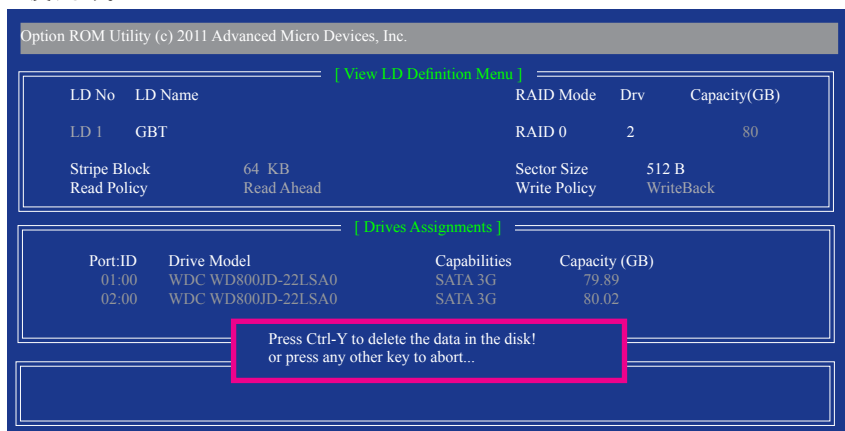 Option ROM Utility (c) 2011 Advanced Micro Devices, Inc.
[ View LD Definition Menu ]
LD No LD Name RAID Mode Drv Capacity(GB)
LD 1 GBT RAID 0 2 80
Stripe Block 64 KB Sector Size 512 B
Read Policy Read Ahead Write Policy WriteBack
[ Drives Assignments ]
Port:ID Drive Model Capabilities Capacity (GB)
01:00 WDC WD800JD-22LSA0 SATA 3G 79.89
02:00 WDC WD800JD-22LSA0 SATA 3G 80.02
Press Ctrl-Y to delete the data in the disk!
or press any other key to abort...